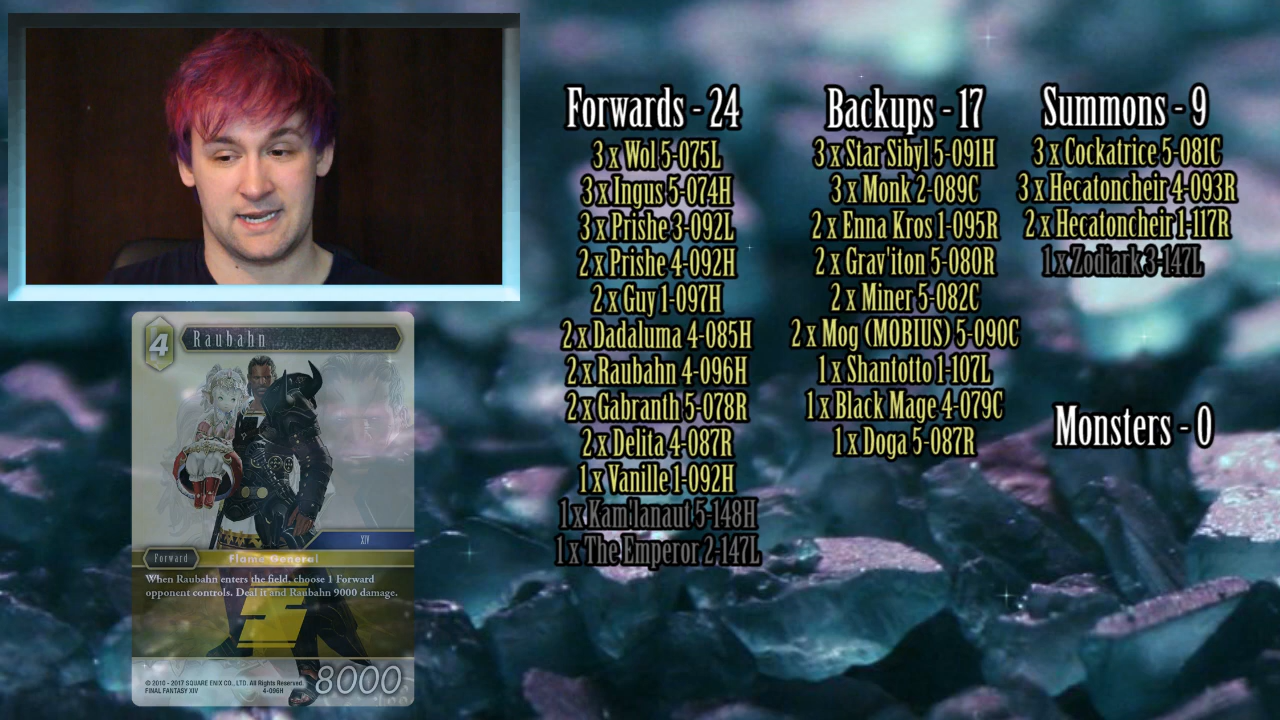 Forwards - 24
3 x Wol 5-075L
3 x Ingus 5-074H
3 x Prishe 3-092L
2 x Prishe 4-092H
2 x Guy 1-097H
2 x Dadaluma 4-085H
2 x Raubahn 4-096H
2 x Gabranth 5-078R
2 x Delita 4-087R
1 x Vanille 1-092H
1 x Kam'lanaut 5-148H
1 x The Emperor 2-147L
Backups - 17
3 x Star Sibyl 5-091H
3 x Monk 2-089C
2 x Enna Kros 1-095R
2 x Grav'iton 5-080R
2 x Miner 5-082C
2 x Mog (MOBIUS) 5-090C
1 x Shantotto 1-107L
1 x Black Mage 4-079C
1 x Doga 5-087R
Summons - 9
3 x Cockatrice 5-081C
3 x Hecatoncheir 4-093R
2 x Hecatoncheir 1-117R
1 x Zodiark 3-147L
Monsters - 0
4
Raubahn
XIV
Forward
Flame General
When Raubahn enters the field, choose 1 Forward
opponent controls. Deal it and Raubahn 9000 damage.
8000
© 2010 - 2017 SQUARE ENIX CO., LTD. All Rights Reserved.
FINAL FANTASY XIV 4-096H